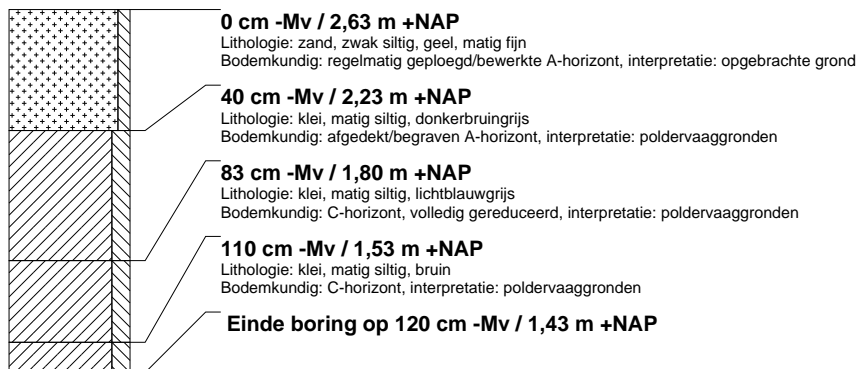 0 cm -Mv / 2,63 m +NAP
Lithologie: zand, zwak siltig, geel, matig fijn
Bodemkundig: regelmatig geploegd/bewerkte A-horizont, interpretatie: opgebrachte grond
40 cm -Mv / 2,23 m +NAP
Lithologie: klei, matig siltig, donkerbruingrijs
Bodemkundig: afgedekt/begraven A-horizont, interpretatie: poldervaaggronden
83 cm -Mv / 1,80 m +NAP
Lithologie: klei, matig siltig, lichtblauwgrijs
Bodemkundig: C-horizont, volledig gereduceerd, interpretatie: poldervaaggronden
110 cm -Mv / 1,53 m +NAP
Lithologie: klei, matig siltig, bruin
Bodemkundig: C-horizont, interpretatie: poldervaaggronden
Einde boring op 120 cm -Mv / 1,43 m +NAP